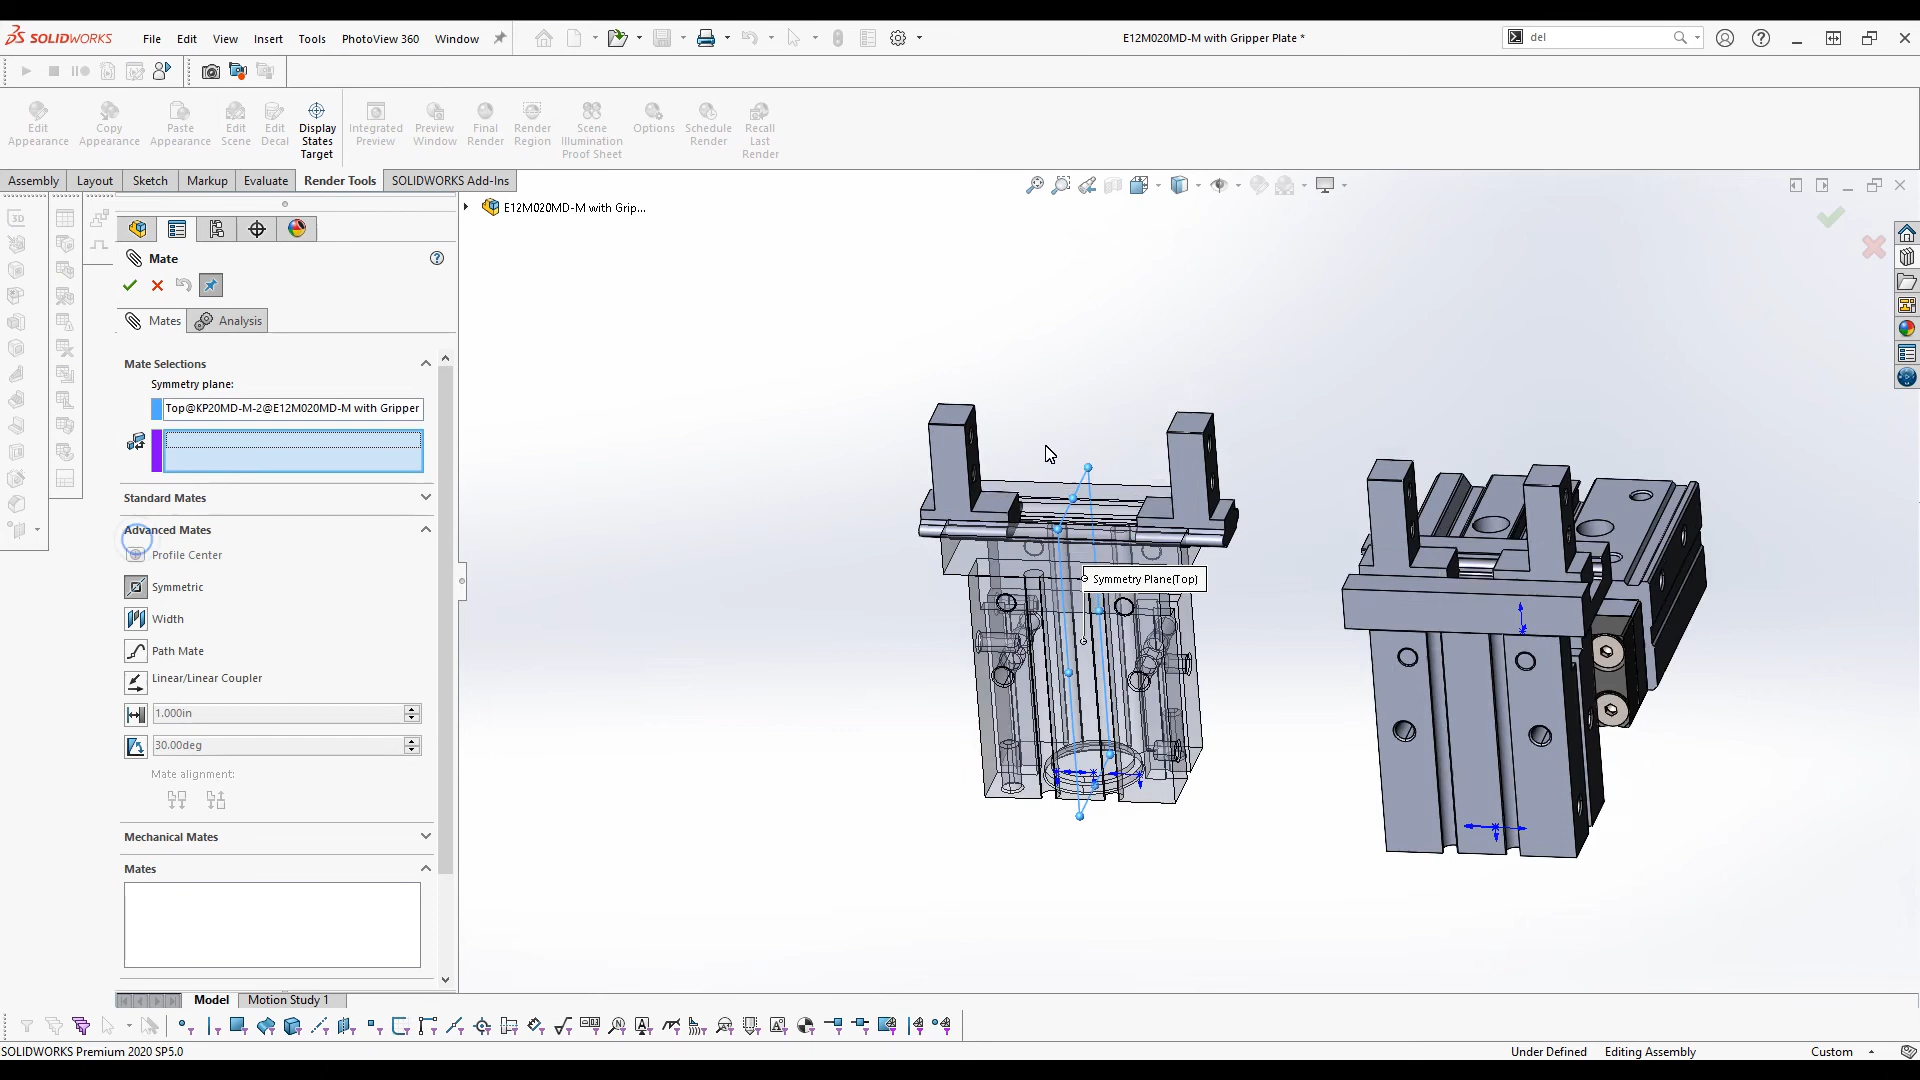 SOLIDWORKS File Edit View Insert Tools PhotoView 360 Window E12M020MD-M with Gripper Plate * del
Edit Appearance
Copy Appearance
Paste Appearance
Edit Scene
Edit Decal
Display States Target
Integrated Preview
Preview Window
Final Render
Render Region
Scene Illumination Proof Sheet
Options
Schedule Render
Recall Last Render
Assembly Layout Sketch Markup Evaluate Render Tools SOLIDWORKS Add-Ins
E12M020MD-M with Grip...
Mate
Mates Analysis
Mate Selections
Symmetry plane:
Top@KP20MD-M-2@E12M020MD-M with Gripper
Standard Mates
Advanced Mates
Profile Center
Symmetric
Width
Path Mate
Linear/Linear Coupler
1.000in
30.00deg
Mate alignment:
Mechanical Mates
Mates
Symmetry Plane(Top)
Model Motion Study 1
SOLIDWORKS Premium 2020 SP5.0 Under Defined Editing Assembly Custom